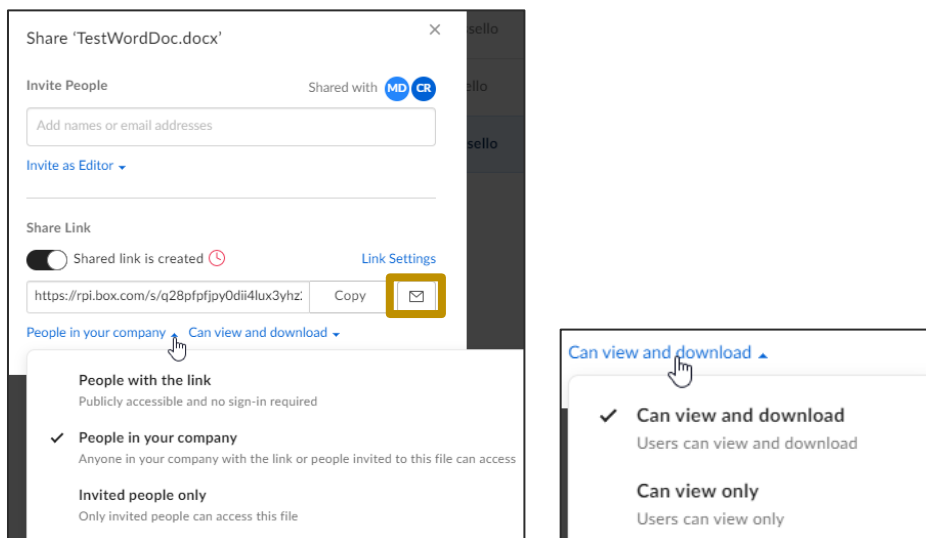 Share ‘TestWordDoc.docx’
Invite People
Shared with MD CR
Add names or email addresses
Invite as Editor
Share Link
Shared link is created
Link Settings
https://rpi.box.com/s/q28pfpfjpy0dii4lux3yhz
Copy
People in your company Can view and download
People with the link
Publicly accessible and no sign-in required
People in your company
Anyone in your company with the link or people invited to this file can access
Invited people only
Only invited people can access this file
sello
ello
sello
Can view and download
Can view and download
Users can view and download
Can view only
Users can view only